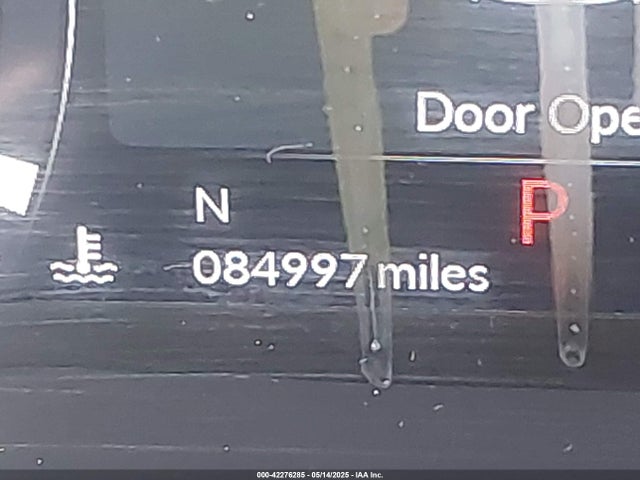 Door Ope
N
P
084997 miles
000-42276285 - 05/14/2025 - IAA Inc.